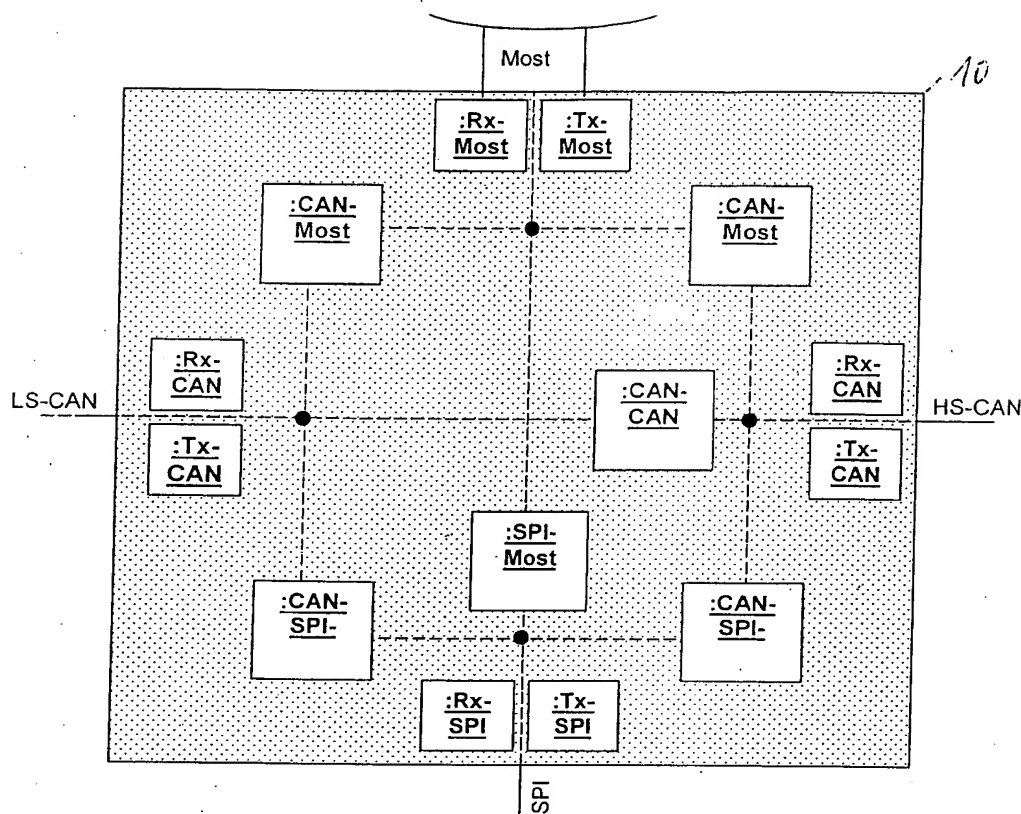 Most
10
:Rx-
Most
:Tx-
Most
:CAN-
Most
:CAN-
Most
:Rx-
CAN
:Rx-
CAN
LS-CAN
:CAN-
CAN
HS-CAN
:Tx-
CAN
:Tx-
CAN
:SPI-
Most
:CAN-
SPI-
:CAN-
SPI-
:Rx-
SPI
:Tx-
SPI
SPI